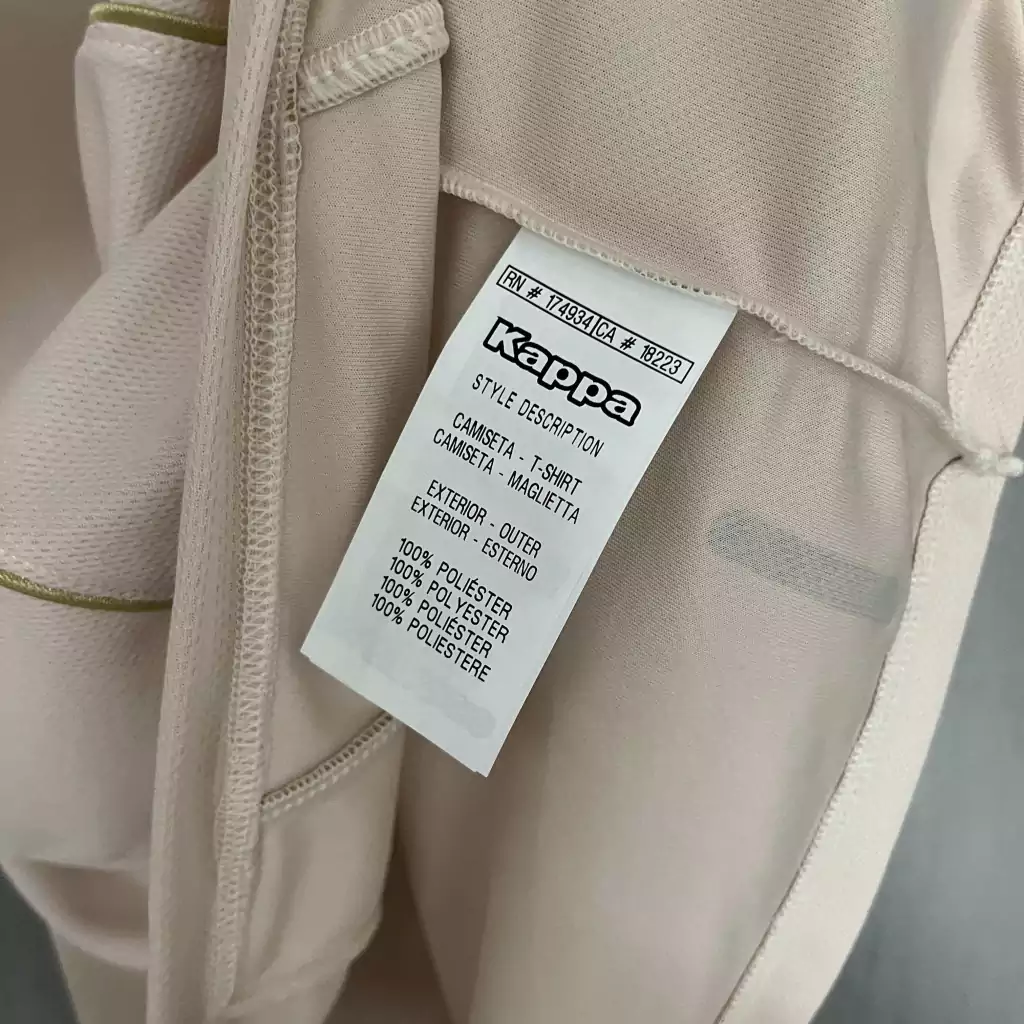 RN # 174934 CA # 18223
Kappa
STYLE DESCRIPTION
CAMISETA - T-SHIRT
CAMISETA - MAGLIETTA
EXTERIOR - OUTER
EXTERIOR - ESTERNO
100% POLIÉSTER
100% POLYESTER
100% POLIÉSTER
100% POLIESTERE